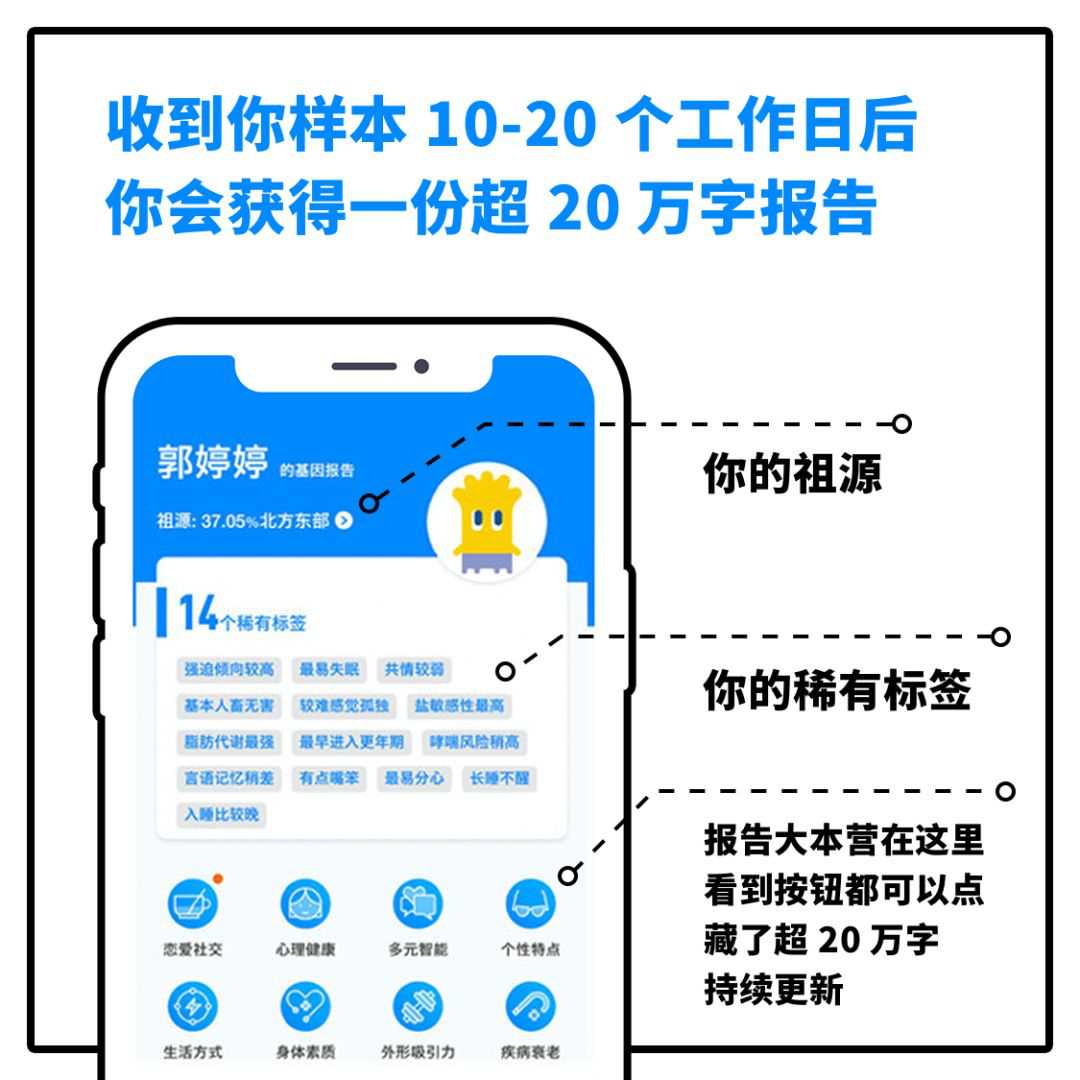 收到你样本 10-20 个工作日后
你会获得一份超 20 万字报告
郭婷婷 的基因报告
祖源: 37.05%北方东部
你的祖源
14个稀有标签
强迫倾向较高 最易失眠 共情较弱
基本人畜无害 较难感觉孤独 盐敏感性最高
脂肪代谢最强 最早进入更年期 哮喘风险稍高
言语记忆稍差 有点嘴笨 最易分心 长睡不醒
入睡比较晚
你的稀有标签
报告大本营在这里
看到按钮都可以点
藏了超 20 万字
持续更新
恋爱社交 心理健康 多元智能 个性特点
生活方式 身体素质 外形吸引力 疾病衰老